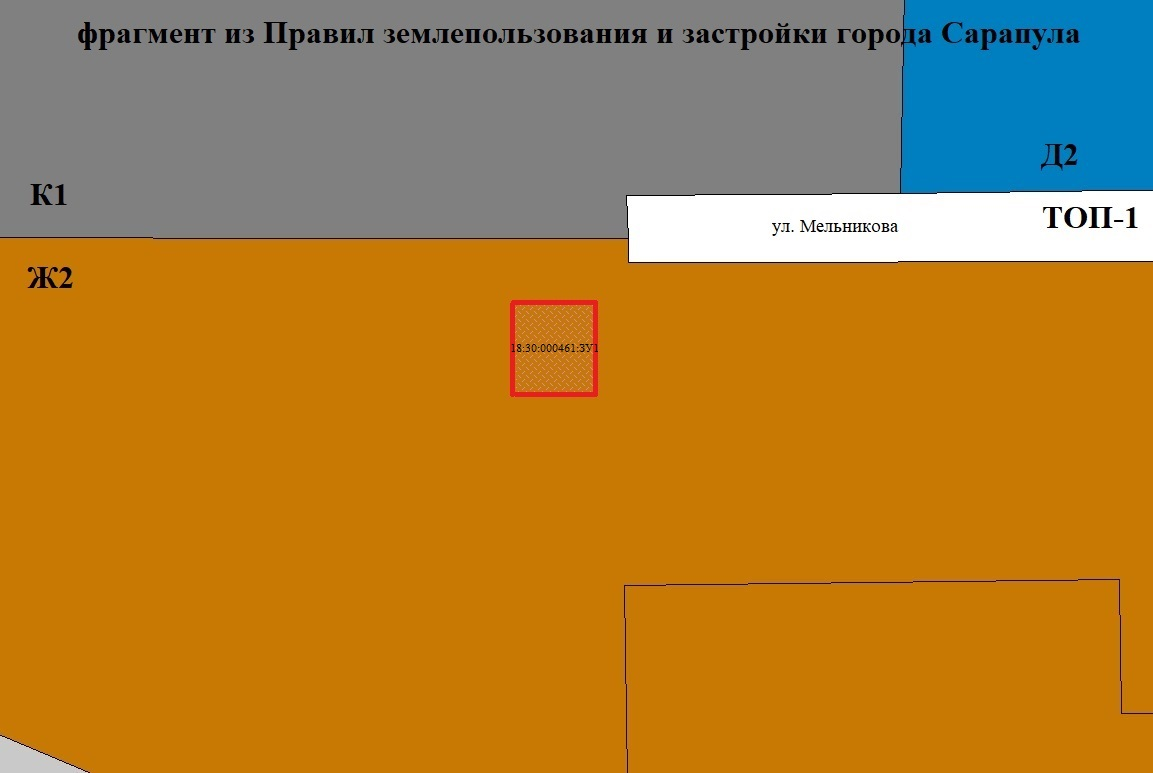 фрагмент из Правил землепользования и застройки города Сарапула
Д2
К1
ТОП-1
ул. Мельникова
Ж2
18:30:000461:ЗУ1